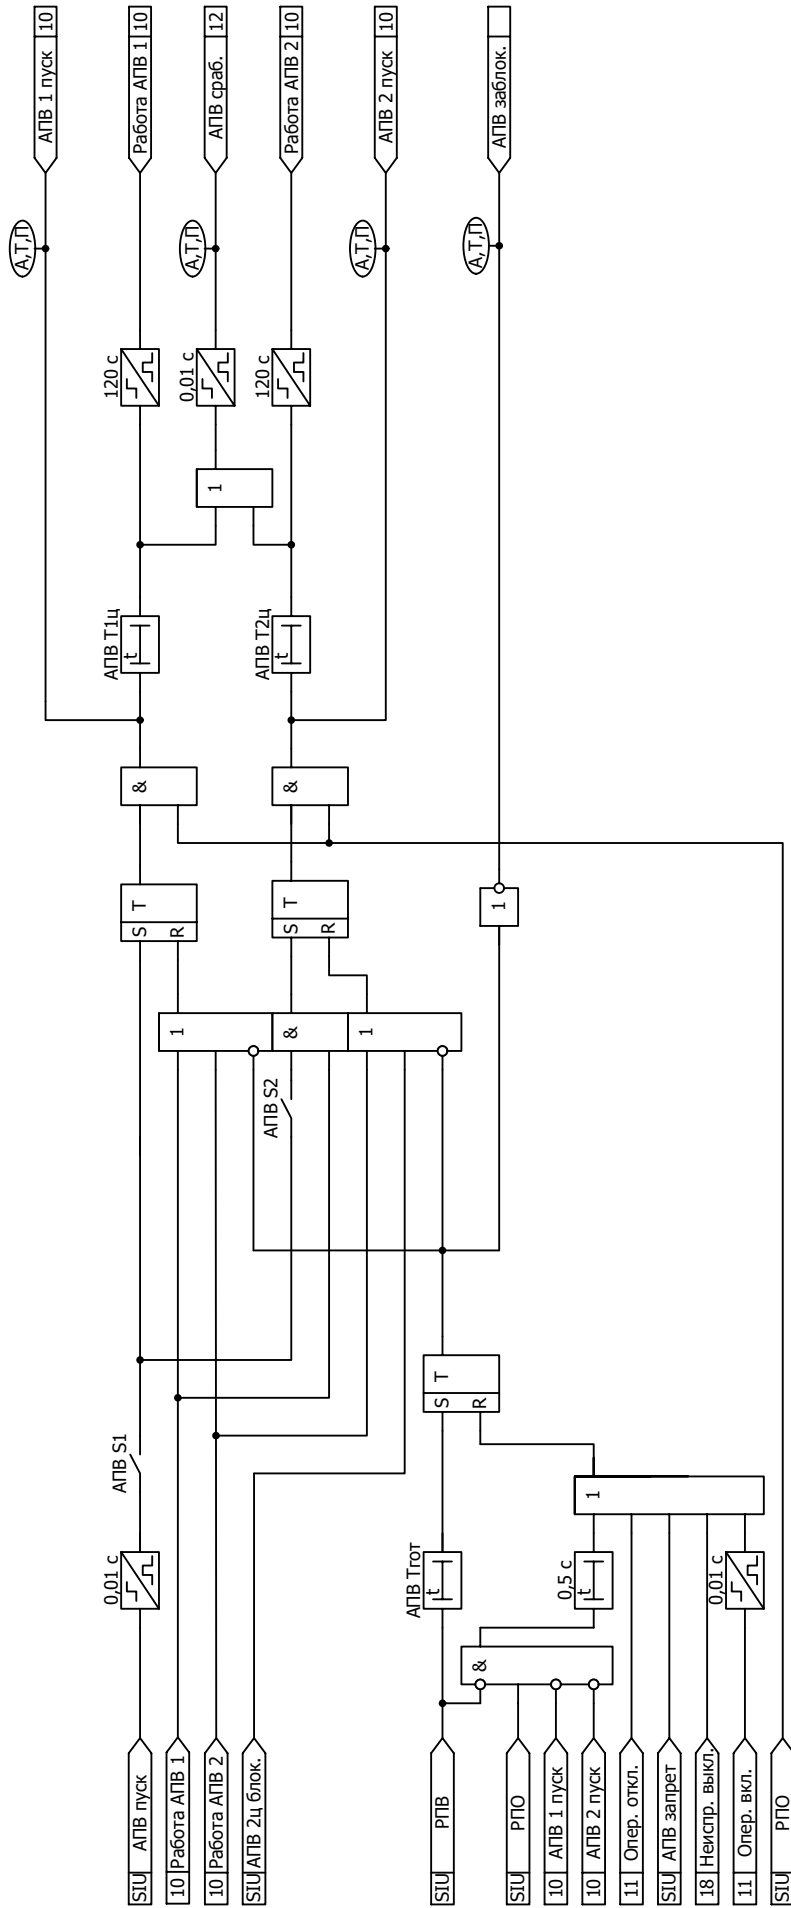 SIU АПВ пуск
10 Работа АПВ 1
10 Работа АПВ 2
SIU АПВ 2ц блок.
SIU РПВ
SIU РПО
10 АПВ 1 пуск
10 АПВ 2 пуск
11 Опер. откл.
SIU АПВ запрет
18 Неиспр. выкл.
11 Опер. вкл.
SIU РПО
0,01 с
АПВ S1
АПВ Tгот
t
&
0,5 с
t
0,01 с
1
S T
R
АПВ S2
1
&
1
S T
R
S T
R
1
&
&
АПВ T1ц
t
АПВ T2ц
t
1
120 с
0,01 с
120 с
А,Т,П
А,Т,П
А,Т,П
А,Т,П
АПВ 1 пуск 10
Работа АПВ 1 10
АПВ сраб. 12
Работа АПВ 2 10
АПВ 2 пуск 10
АПВ заблок.